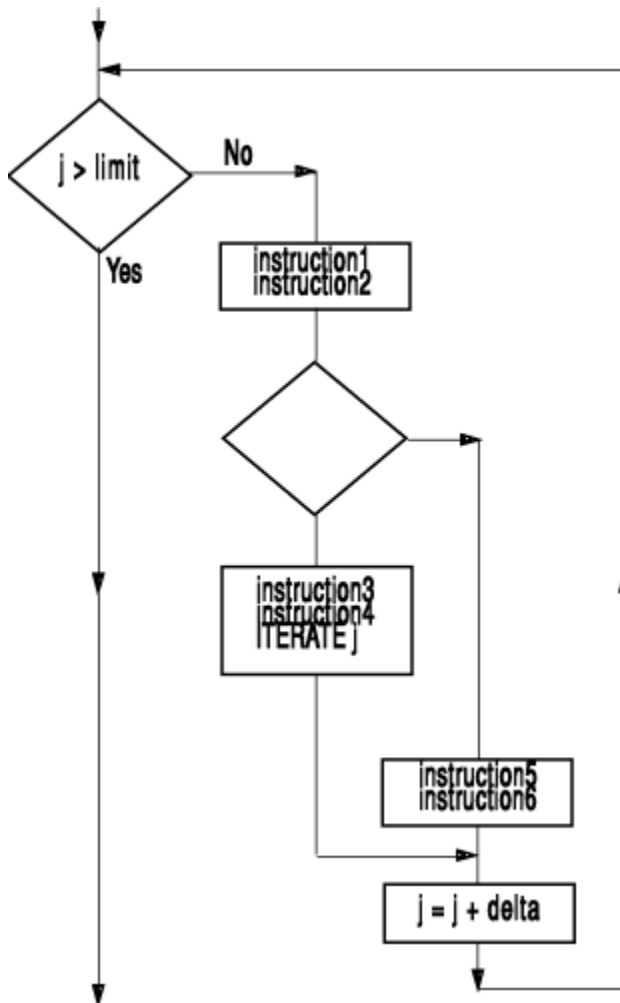 j > limit
No
Yes
instruction1
instruction2
instruction3
instruction4
ITERATE j
instruction5
instruction6
j = j + delta